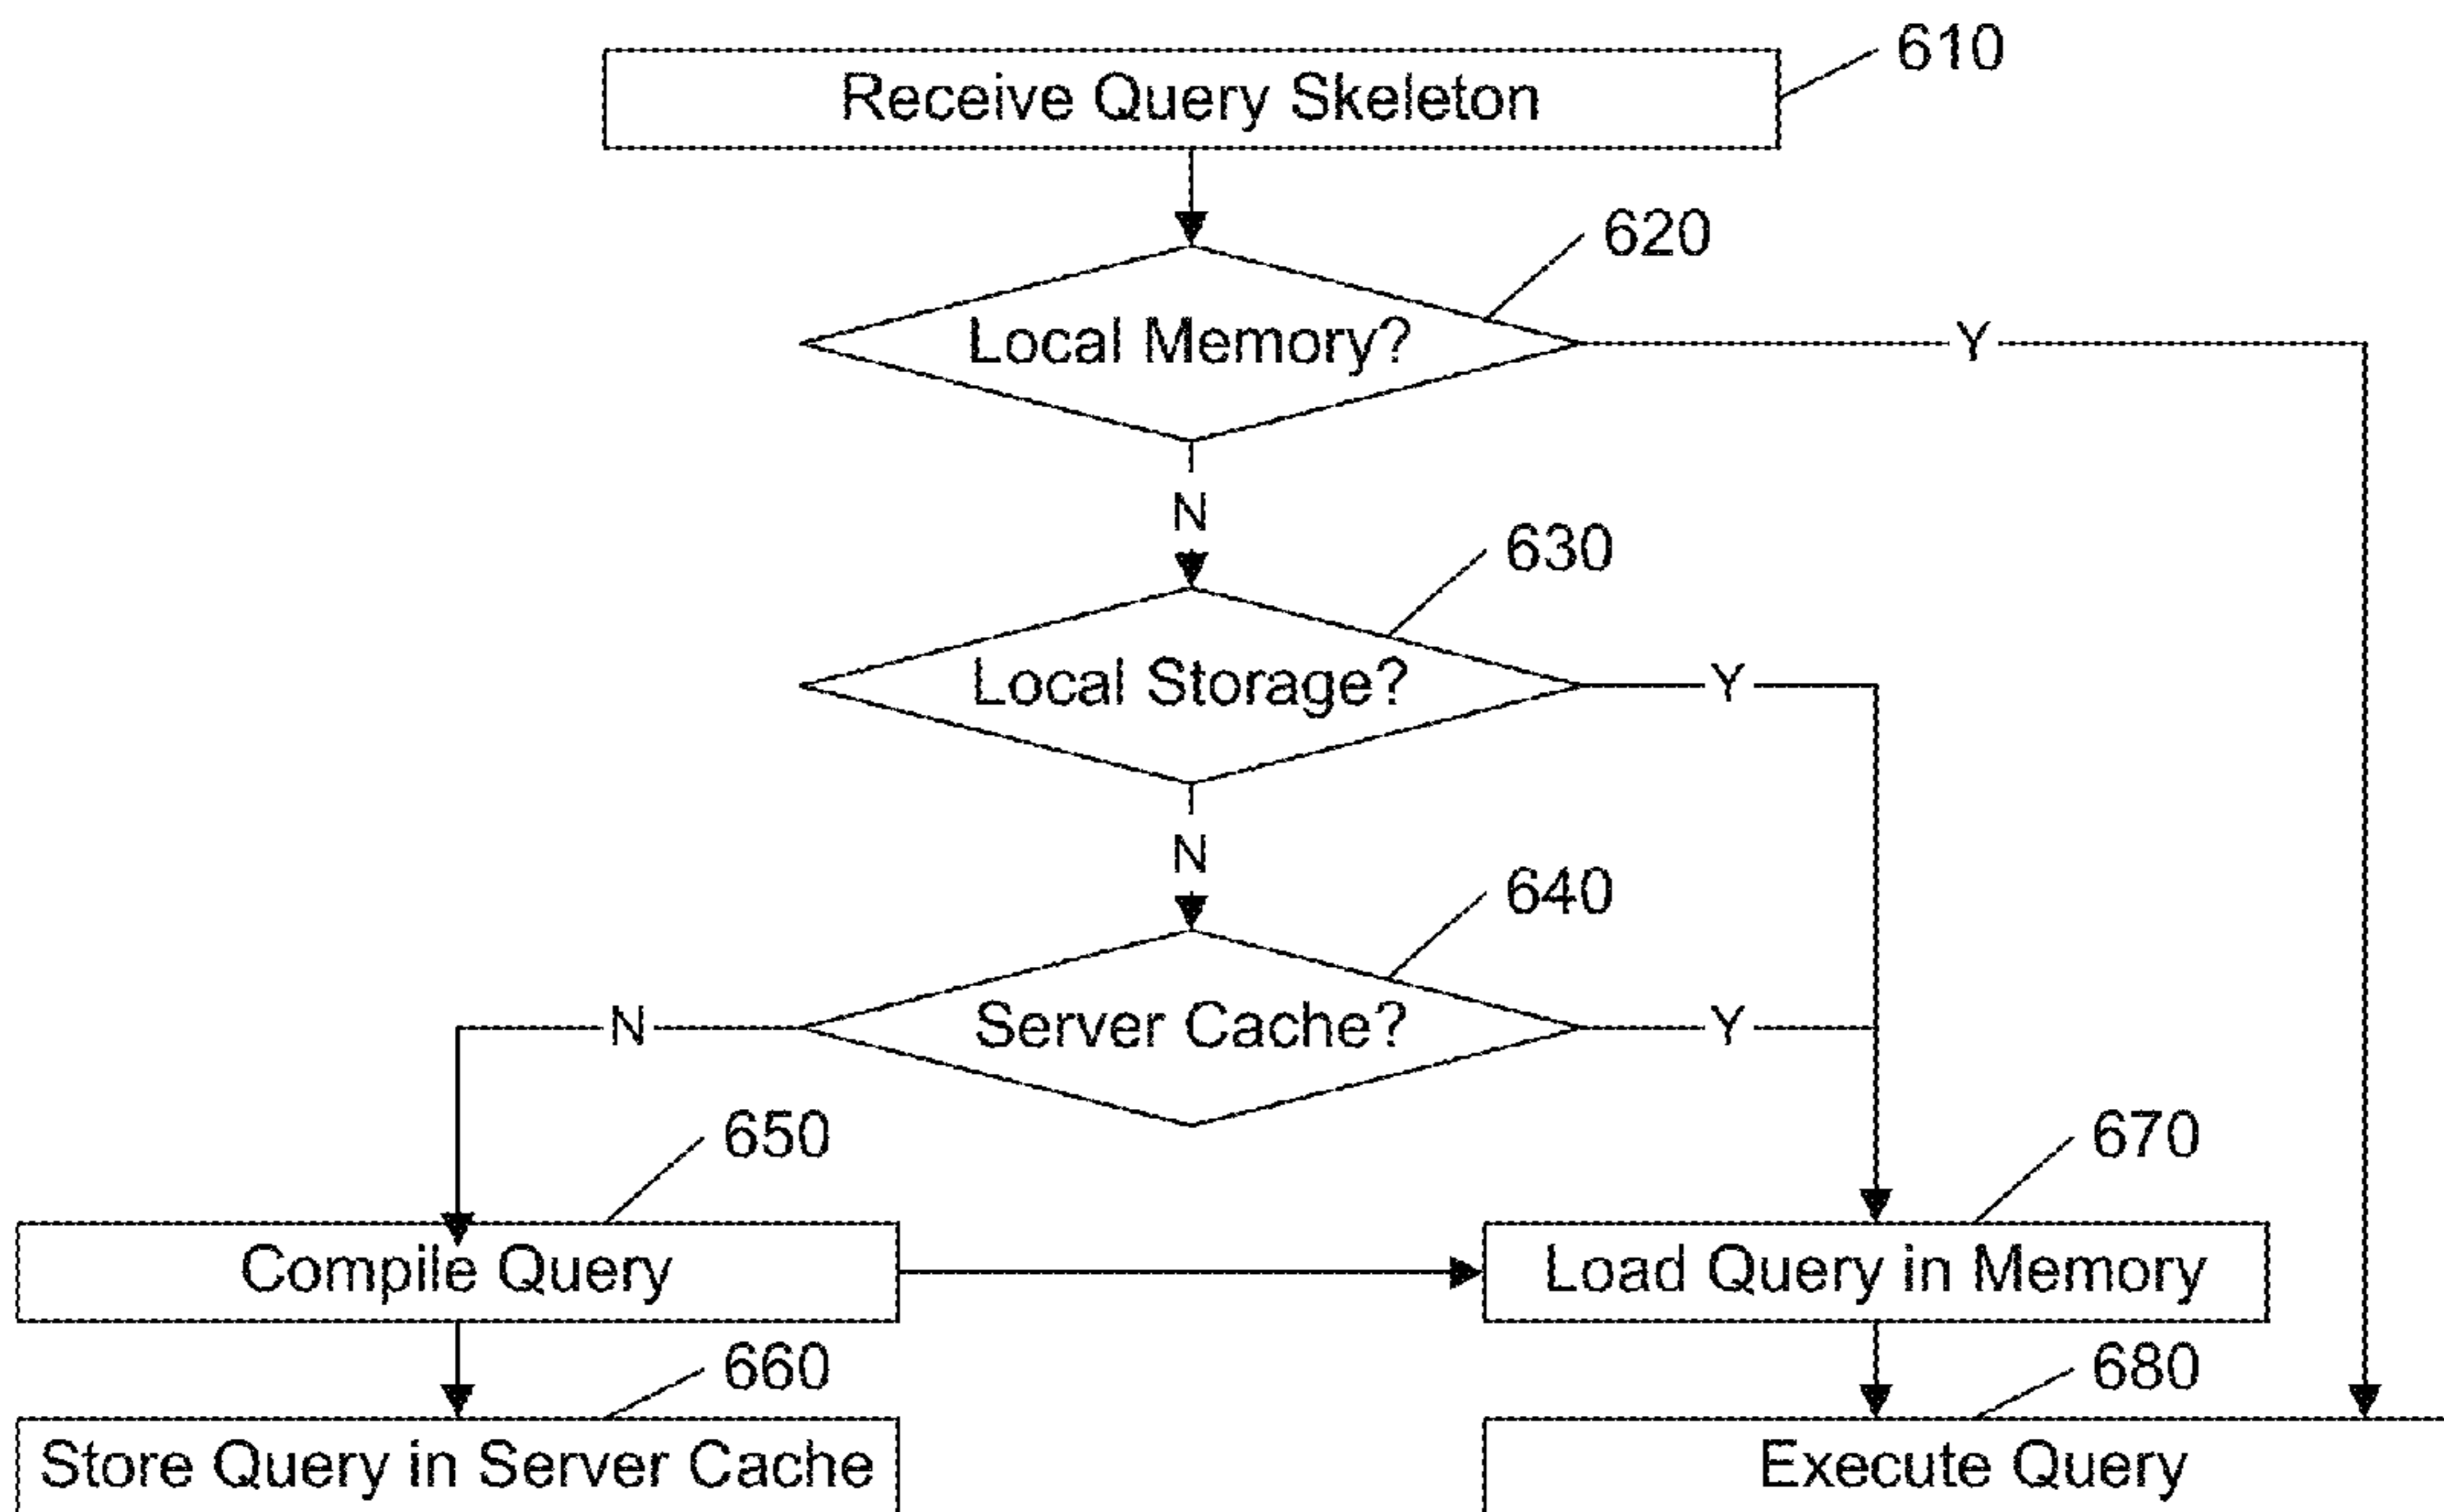 610
Receive Query Skeleton
620
Local Memory?
Y
N
630
Local Storage?
Y
N
640
Server Cache?
N
Y
650
670
Compile Query
Load Query in Memory
660
680
Store Query in Server Cache
Execute Query